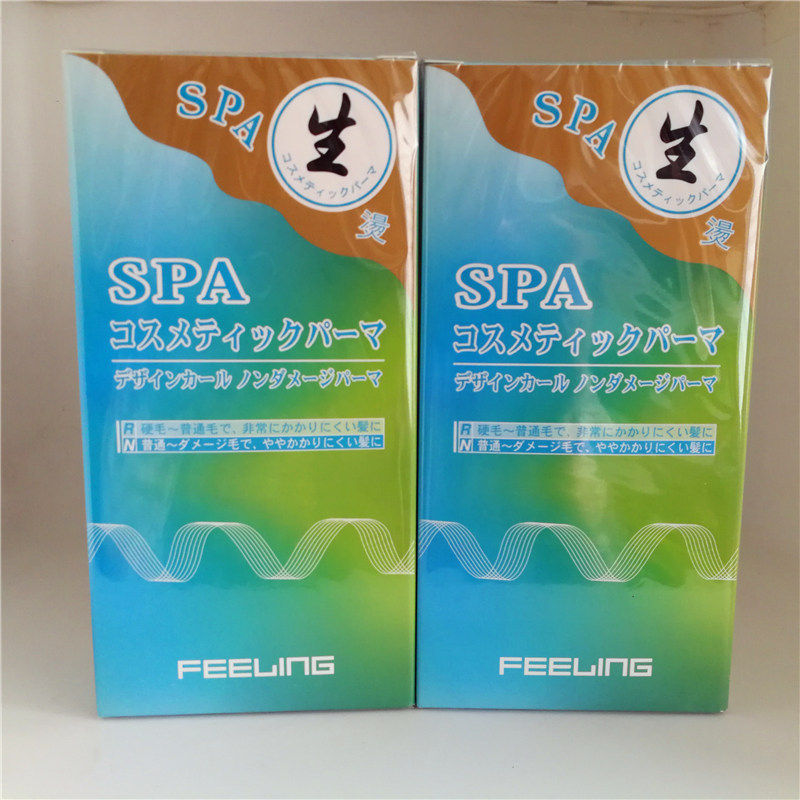 SPA
生
コスメティックパーマ
燙
SPA
コスメティックパーマ
デザインカール ノンダメージパーマ
R 硬毛～普通毛で、非常にかかりにくい髪に
N 普通～ダメージ毛で、ややかかりにくい髪に
FEELING
SPA
生
コスメティックパーマ
燙
SPA
コスメティックパーマ
デザインカール ノンダメージパーマ
R 硬毛～普通毛で、非常にかかりにくい髪に
N 普通～ダメージ毛で、ややかかりにくい髪に
FEELING